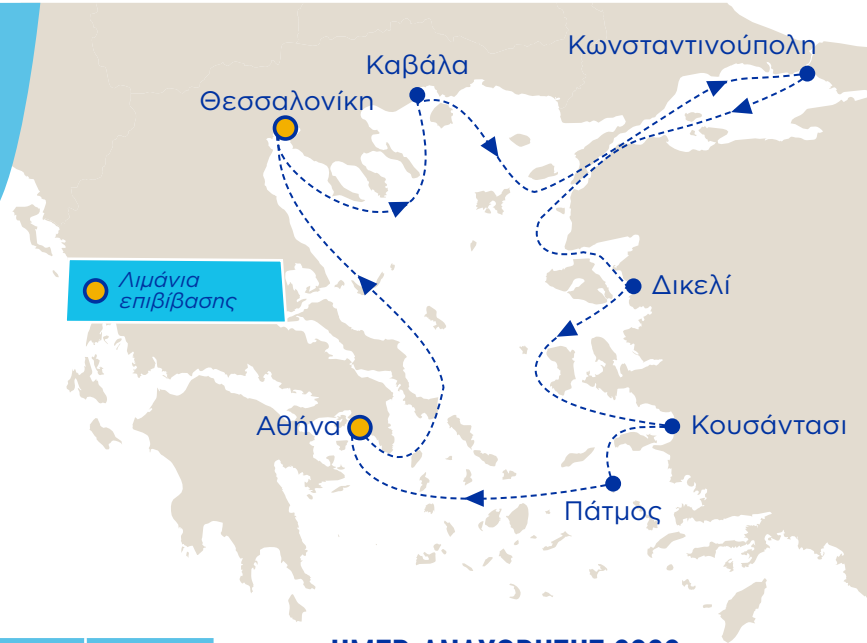 Κωνσταντινούπολη
Καβάλα
Θεσσαλονίκη
Λιμάνια
επιβίβασης
Δικελί
Αθήνα
Κουσάντασι
Πάτμος